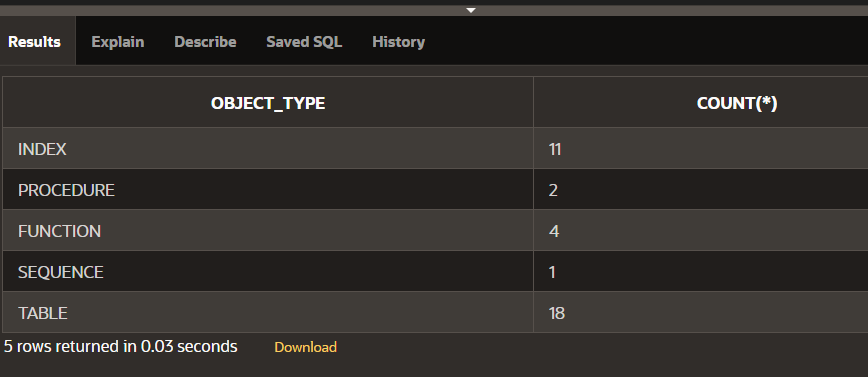 Results Explain Describe Saved SQL History
OBJECT_TYPE COUNT(*)
INDEX 11
PROCEDURE 2
FUNCTION 4
SEQUENCE 1
TABLE 18
5 rows returned in 0.03 seconds Download